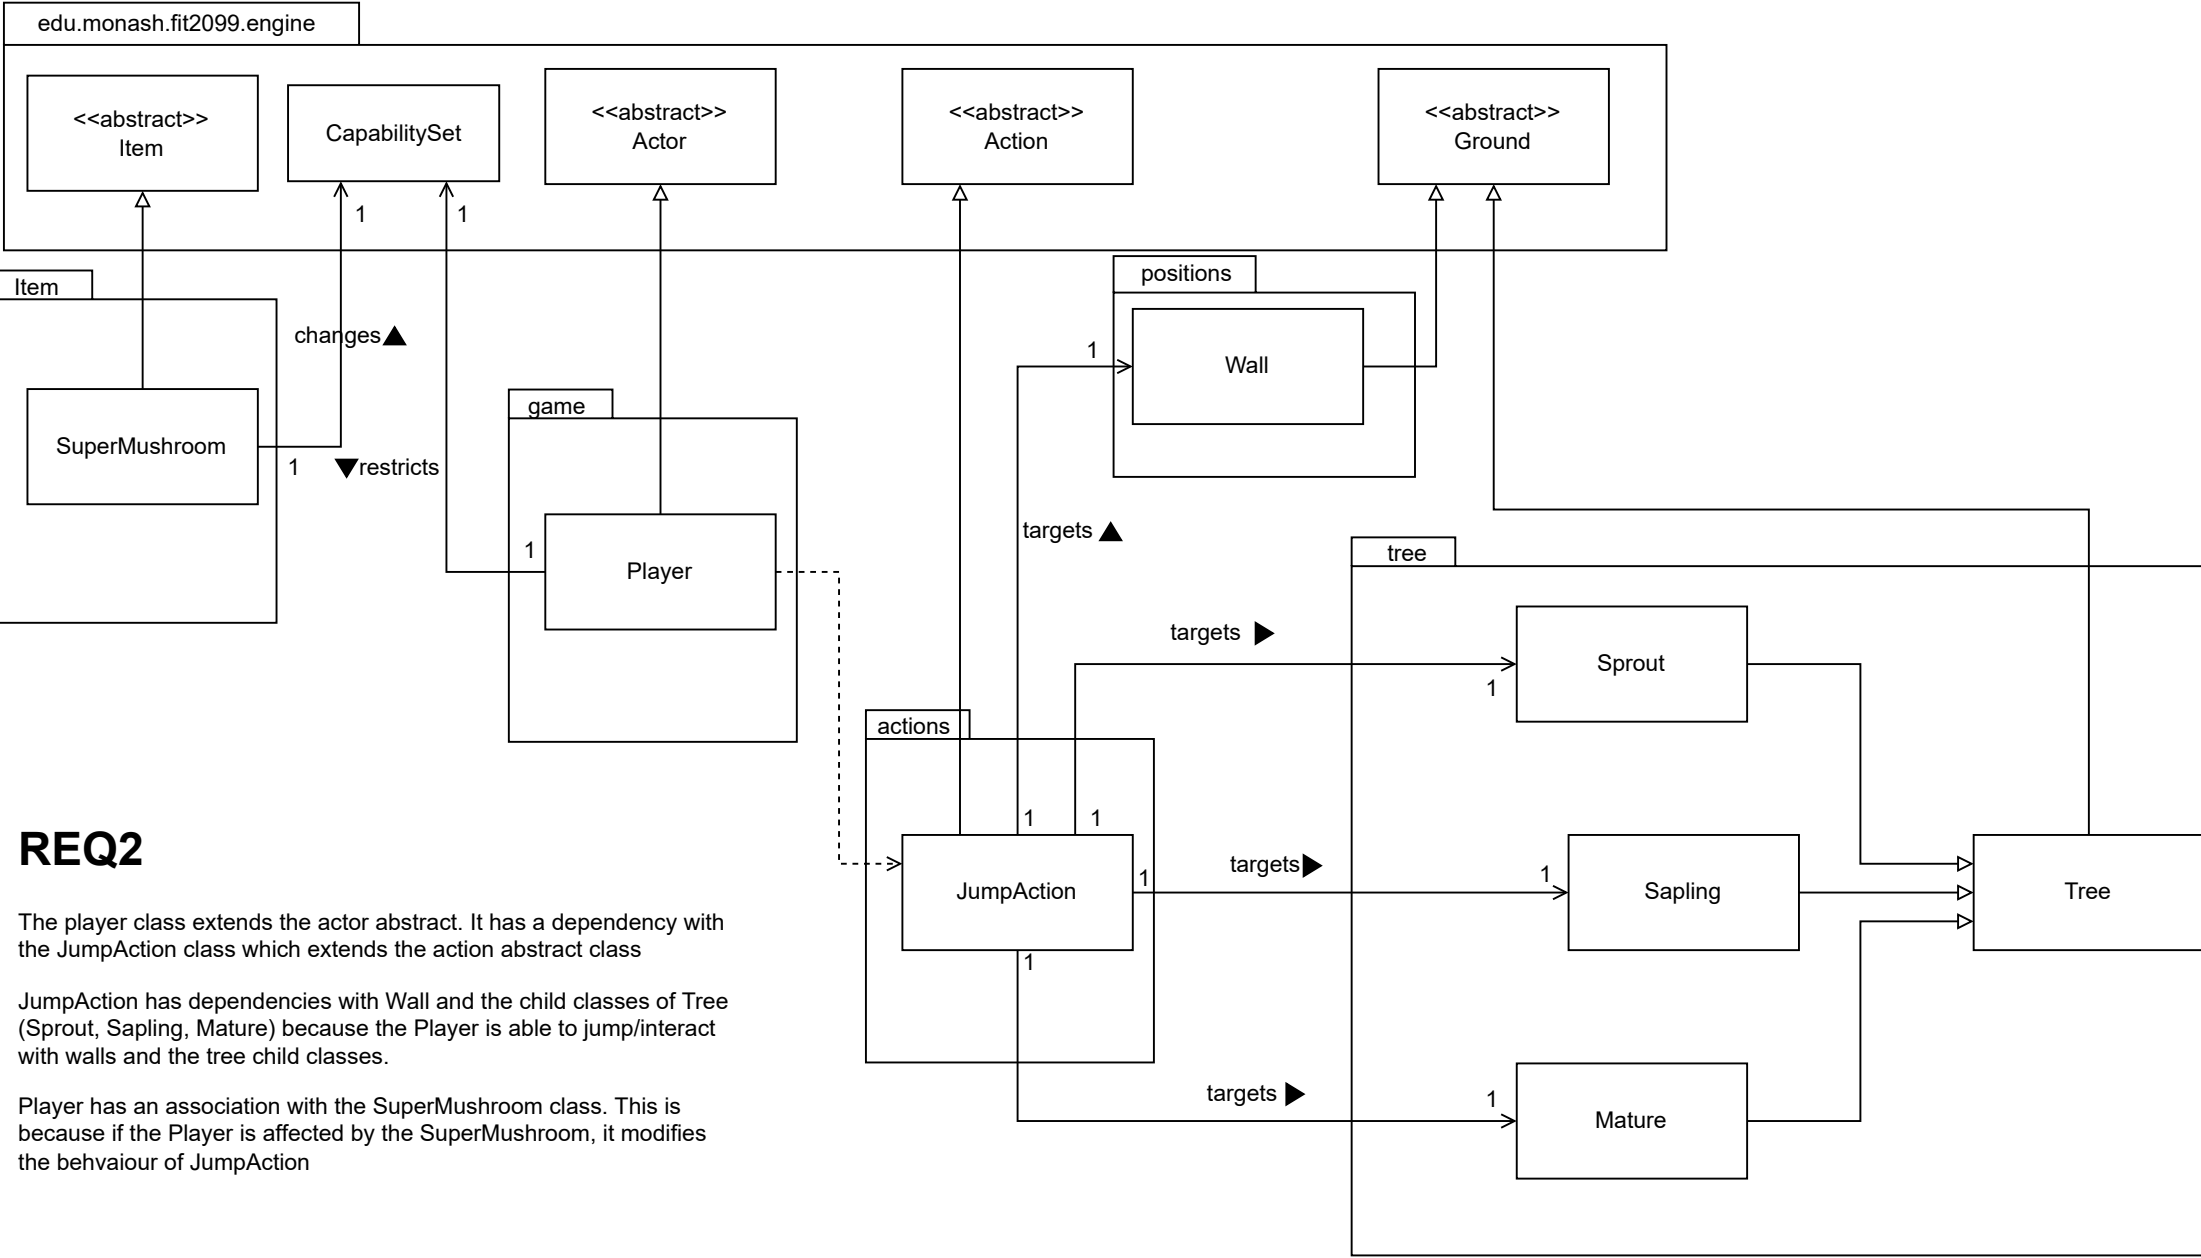 edu.monash.fit2099.engine
<<abstract>>
Item
CapabilitySet
<<abstract>>
Actor
<<abstract>>
Action
<<abstract>>
Ground
1
1
Item
positions
changes
1
Wall
game
SuperMushroom
1
restricts
targets
1
tree
Player
targets
Sprout
1
actions
1
1
REQ2
targets
1
1
JumpAction
Sapling
Tree
The player class extends the actor abstract. It has a dependency with
the JumpAction class which extends the action abstract class
1
JumpAction has dependencies with Wall and the child classes of Tree
(Sprout, Sapling, Mature) because the Player is able to jump/interact
with walls and the tree child classes.
targets
1
Mature
Player has an association with the SuperMushroom class. This is
because if the Player is affected by the SuperMushroom, it modifies
the behvaiour of JumpAction